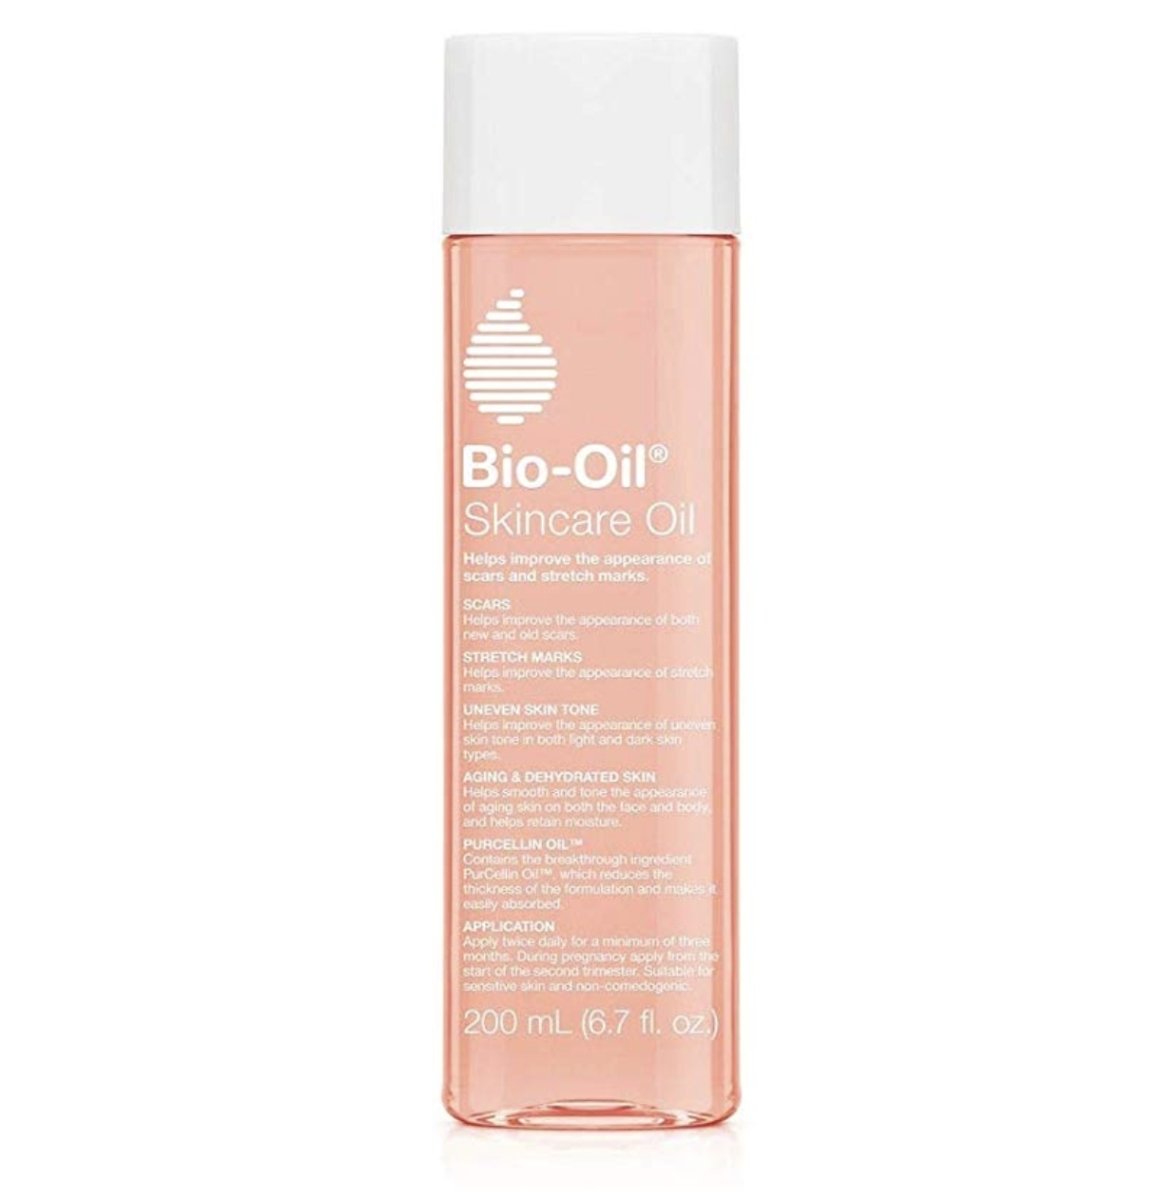 Bio-Oil®
Skincare Oil
Helps improve the appearance of
scars and stretch marks.
SCARS
Helps improve the appearance of both
new and old scars.
STRETCH MARKS
Helps improve the appearance of stretch
marks.
UNEVEN SKIN TONE
Helps improve the appearance of uneven
skin tone in both light and dark skin
types.
AGING & DEHYDRATED SKIN
Helps smooth and tone the appearance
of aging skin on both the face and body,
and helps retain moisture.
PURCELLIN OIL™
Contains the breakthrough ingredient
PurCellin Oil™, which reduces the
thickness of the formulation and makes it
easily absorbed.
APPLICATION
Apply twice daily for a minimum of three
months. During pregnancy apply from the
start of the second trimester. Suitable for
sensitive skin and non-comedogenic.
200 mL (6.7 fl. oz.)